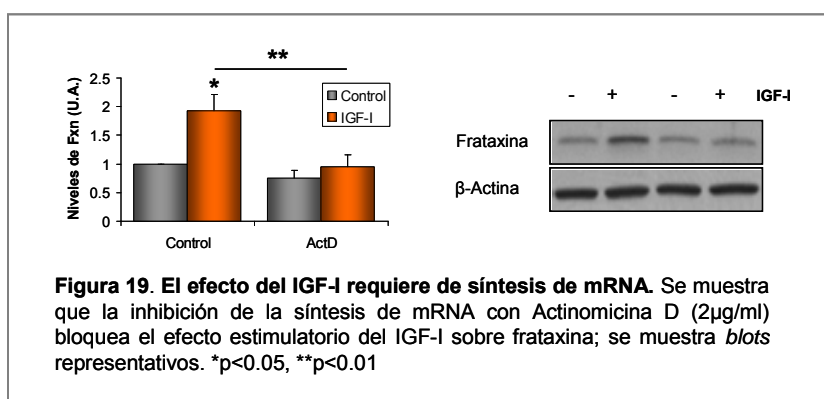 **
2.5
2
1.5
1
0.5
0
Niveles de Fxn (U.A.)
*
Control
IGF-I
Control
ActD
- + - + IGF-I
Frataxina
β-Actina
Figura 19. El efecto del IGF-I requiere de síntesis de mRNA. Se muestra
que la inhibición de la síntesis de mRNA con Actinomicina D (2µg/ml)
bloquea el efecto estimulatorio del IGF-I sobre frataxina; se muestra blots
representativos. *p<0.05, **p<0.01